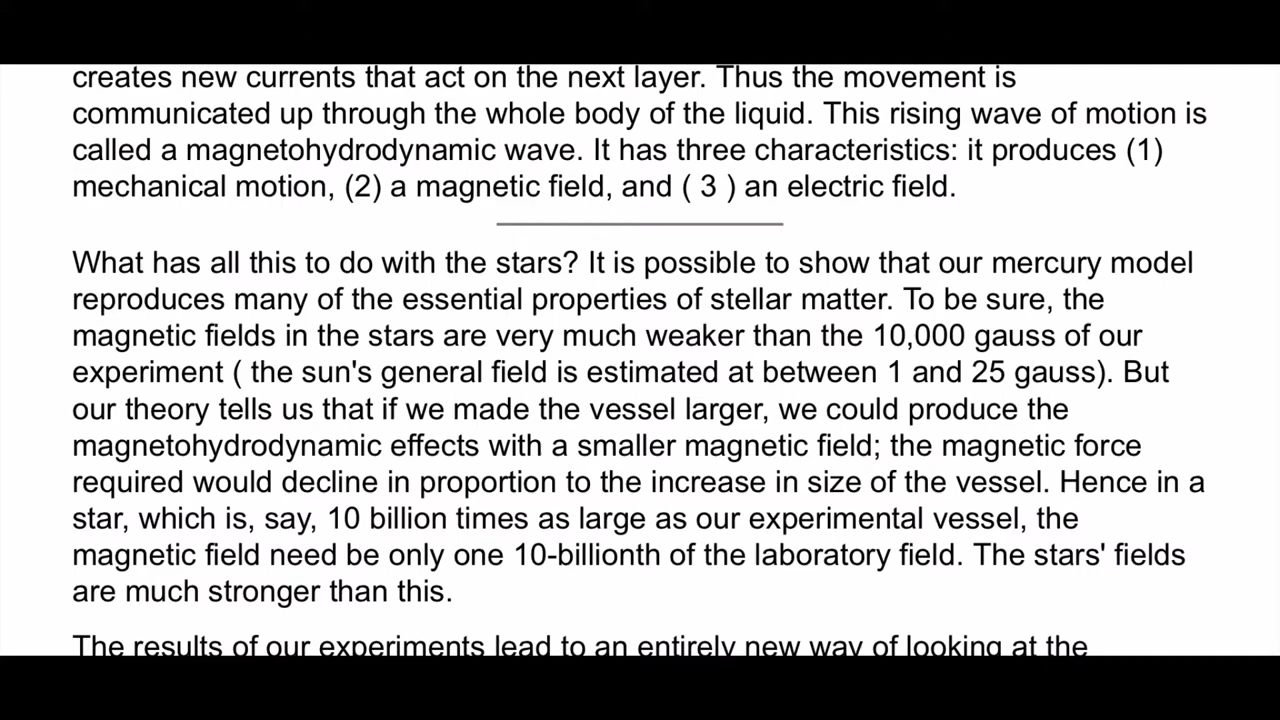 creates new currents that act on the next layer. Thus the movement is
communicated up through the whole body of the liquid. This rising wave of motion is
called a magnetohydrodynamic wave. It has three characteristics: it produces (1)
mechanical motion, (2) a magnetic field, and ( 3 ) an electric field.
What has all this to do with the stars? It is possible to show that our mercury model
reproduces many of the essential properties of stellar matter. To be sure, the
magnetic fields in the stars are very much weaker than the 10,000 gauss of our
experiment ( the sun's general field is estimated at between 1 and 25 gauss). But
our theory tells us that if we made the vessel larger, we could produce the
magnetohydrodynamic effects with a smaller magnetic field; the magnetic force
required would decline in proportion to the increase in size of the vessel. Hence in a
star, which is, say, 10 billion times as large as our experimental vessel, the
magnetic field need be only one 10-billionth of the laboratory field. The stars' fields
are much stronger than this.
The results of our experiments lead to an entirely new way of looking at the